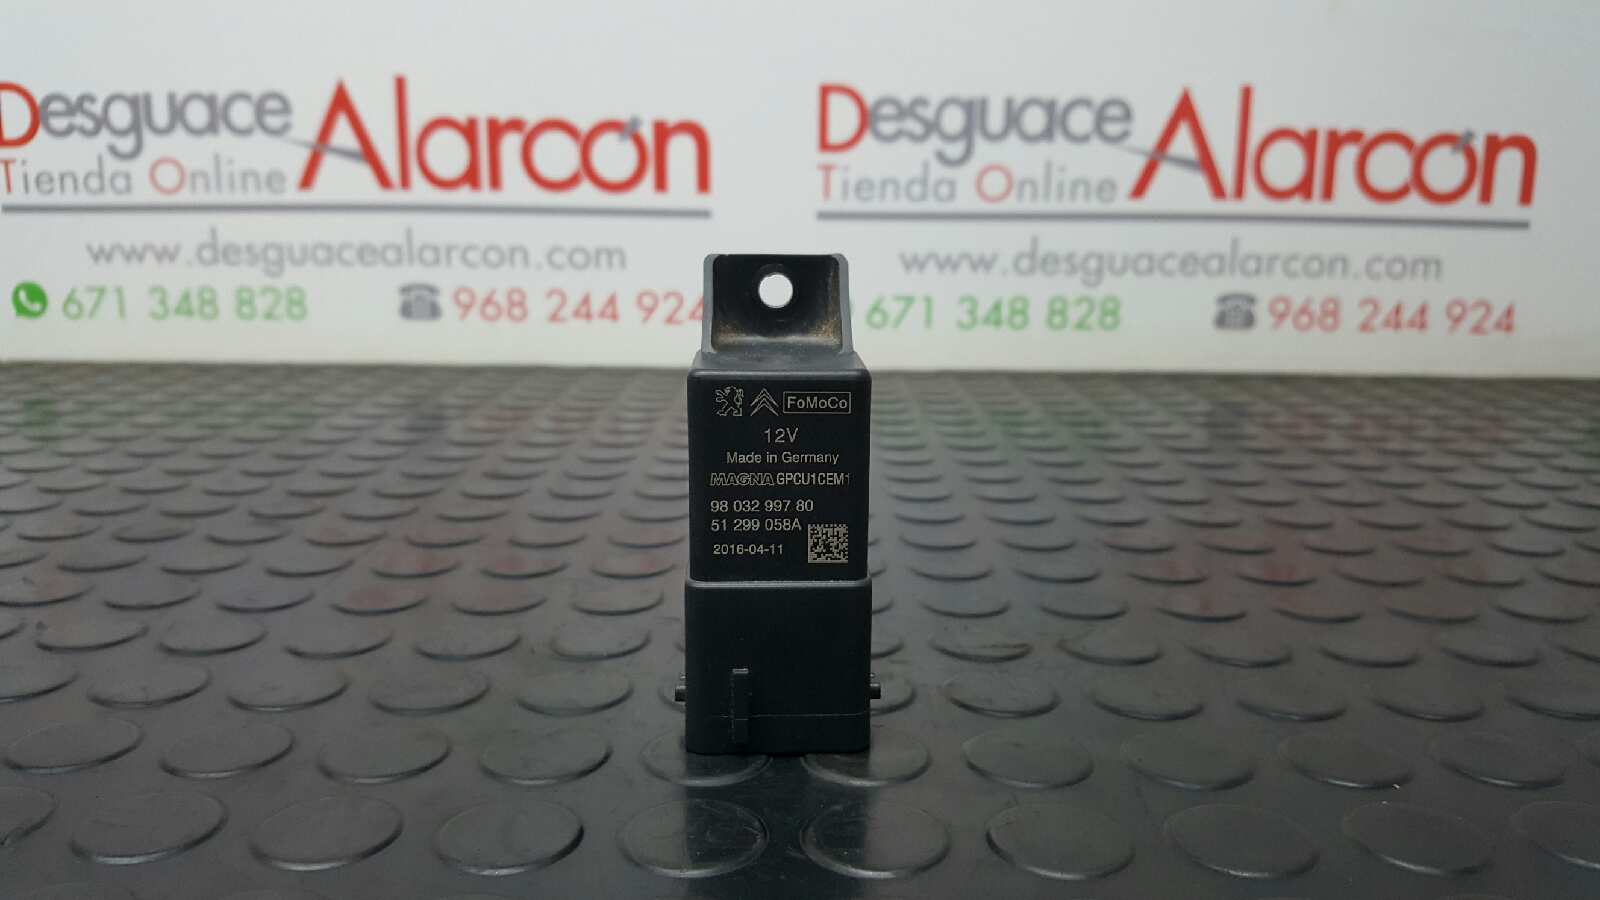 Desguace Alarcón
Tienda Online
www.desguacealarcon.com
671 348 828 968 244 924
Desguace Alarcón
Tienda Online
www.desguacealarcon.com
671 348 828 968 244 924
FoMoCo
12V
Made in Germany
MAGNA GPCU1CEM1
98 032 997 80
51 299 058A
2016-04-11